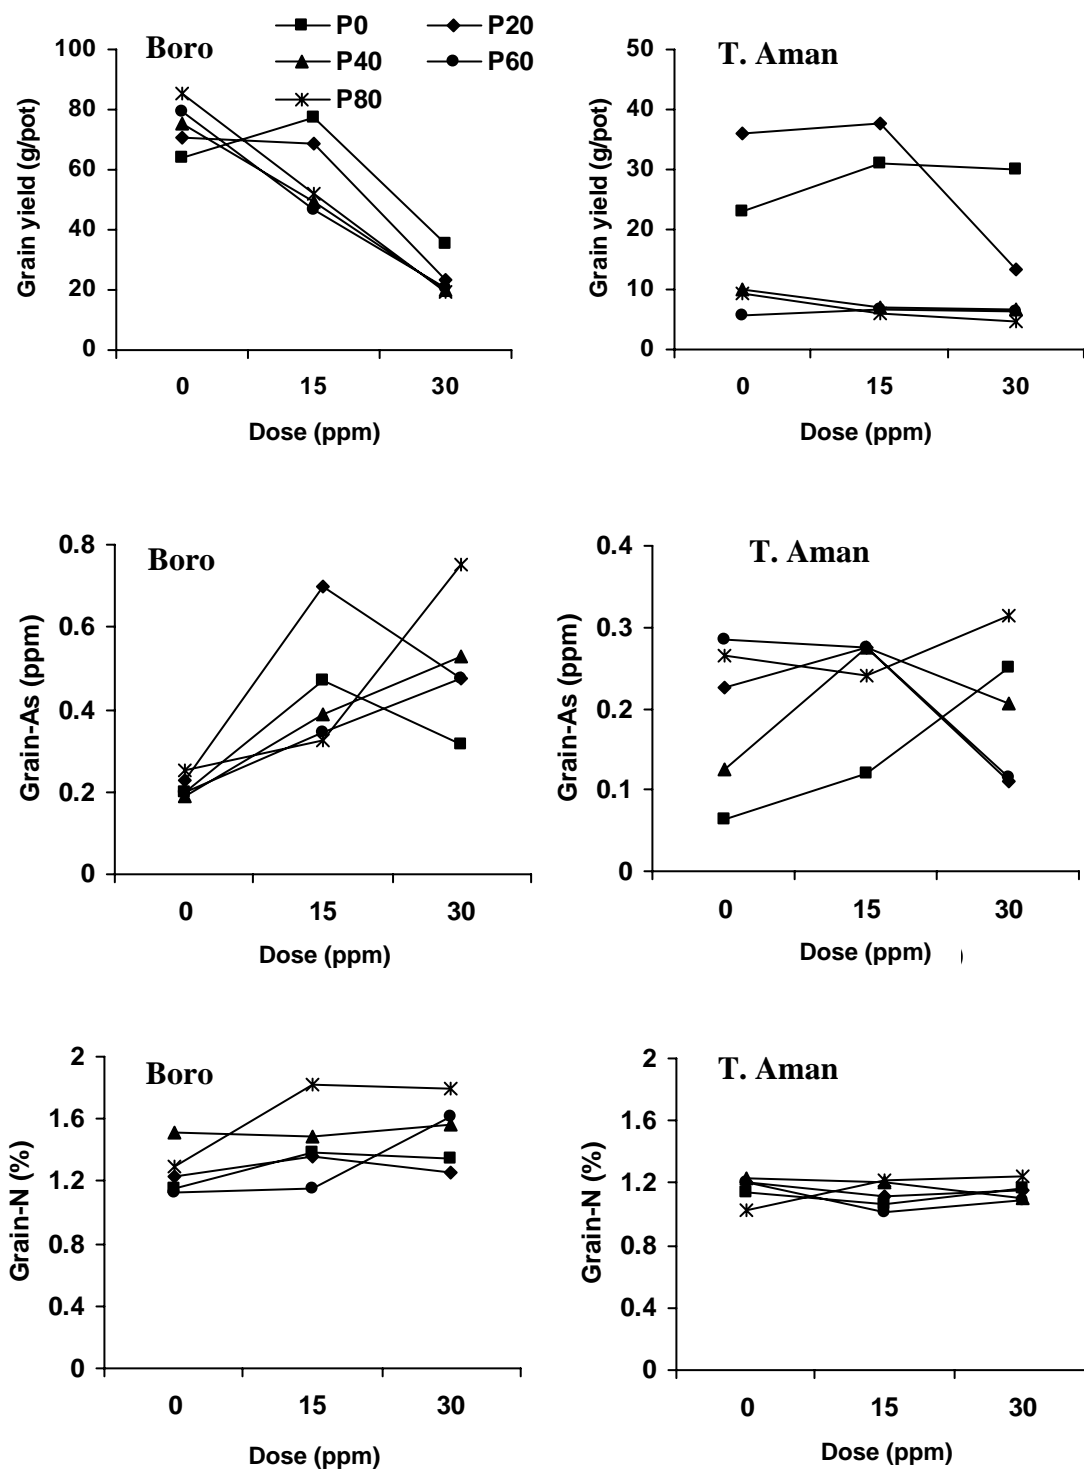 P0 P20
P40 P60
P80
Boro
100
80
60
40
20
0
Grain yield (g/pot)
0 15 30
Dose (ppm)
T. Aman
50
40
30
20
10
0
Grain yield (g/pot)
0 15 30
Dose (ppm)
Boro
0.8
0.6
0.4
0.2
0
Grain-As (ppm)
0 15 30
Dose (ppm)
T. Aman
0.4
0.3
0.2
0.1
0
Grain-As (ppm)
0 15 30
Dose (ppm) )
Boro
2
1.6
1.2
0.8
0.4
0
Grain-N (%)
0 15 30
Dose (ppm)
T. Aman
2
1.6
1.2
0.8
0.4
0
Grain-N (%)
0 15 30
Dose (ppm)